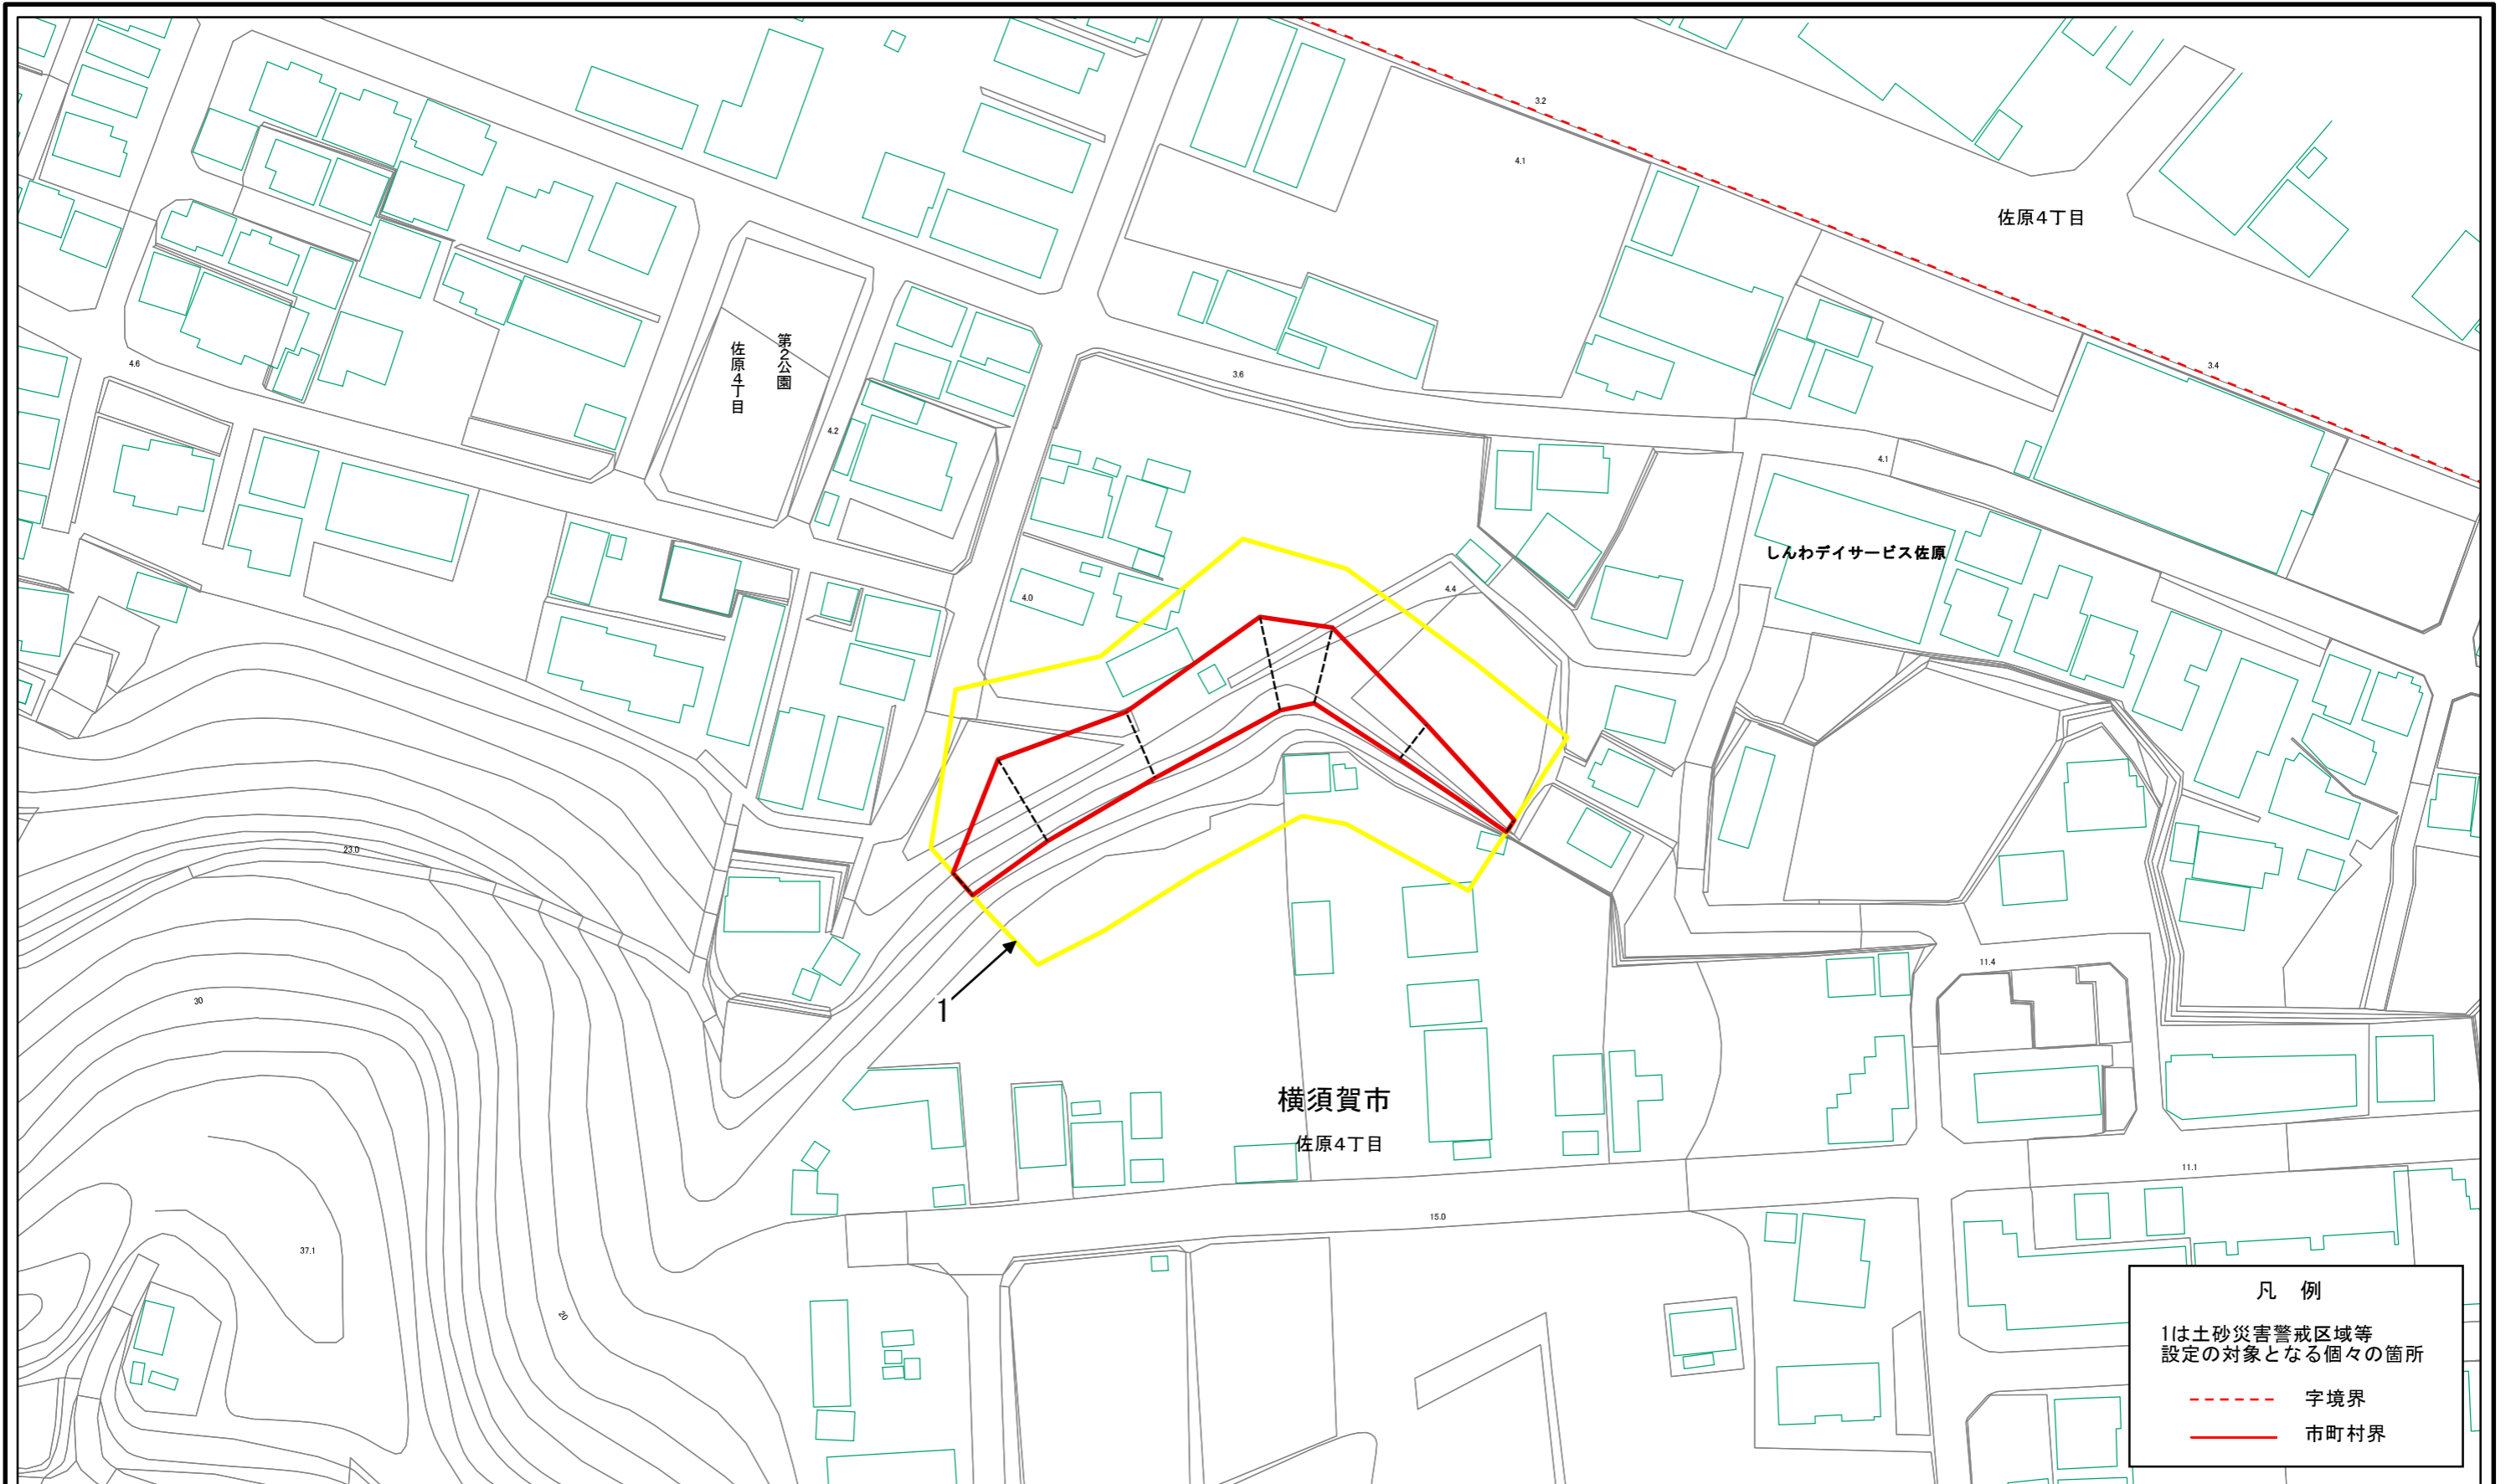 3.2
4.1
佐原4丁目
第2公園
佐原4丁目
4.6
3.6
3.4
4.2
4.1
しんわデイサービス佐原
4.0
4.4
23.0
30
1
11.4
横須賀市
佐原4丁目
11.1
15.0
37.1
20
凡 例
1は土砂災害警戒区域等
設定の対象となる個々の箇所
字境界
市町村界